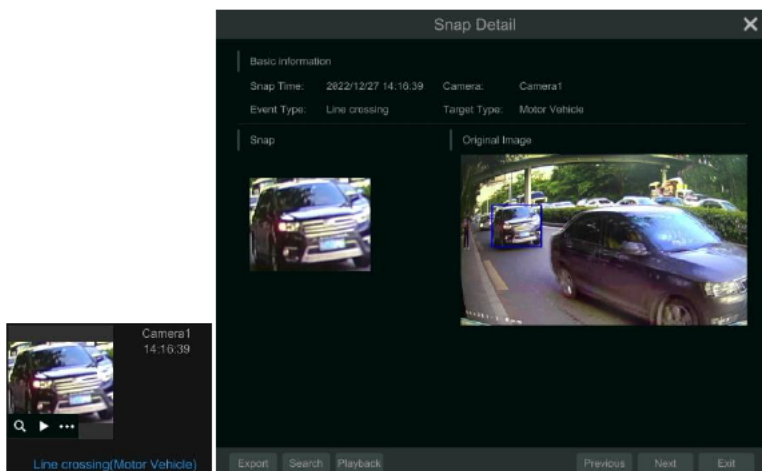 Snap Detail
Basic information
Snap Time: 2022/12/27 14:16:39 Camera: Camera1
Event Type: Line crossing Target Type: Motor Vehicle
Snap
Original Image
Camera1
14:16:39
Line crossing(Motor Vehicle)
Export Search Playback Previous Next Exit